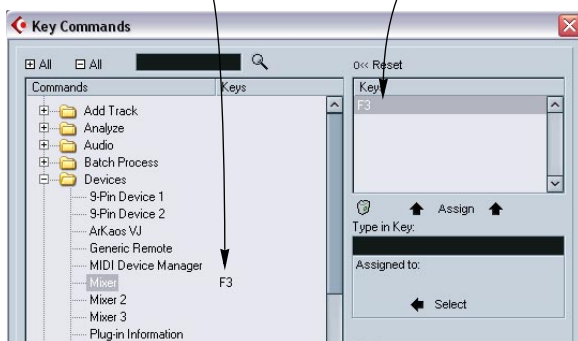 Key Commands
All All
0<< Reset
Commands Keys
Keys
F3
Add Track
Analyze
Audio
Batch Process
Devices
9-Pin Device 1
9-Pin Device 2
ArKaos VJ
Generic Remote
MIDI Device Manager
Mixer F3
Mixer 2
Mixer 3
Plug-in Information
Assign
Type in Key:
Assigned to:
Select